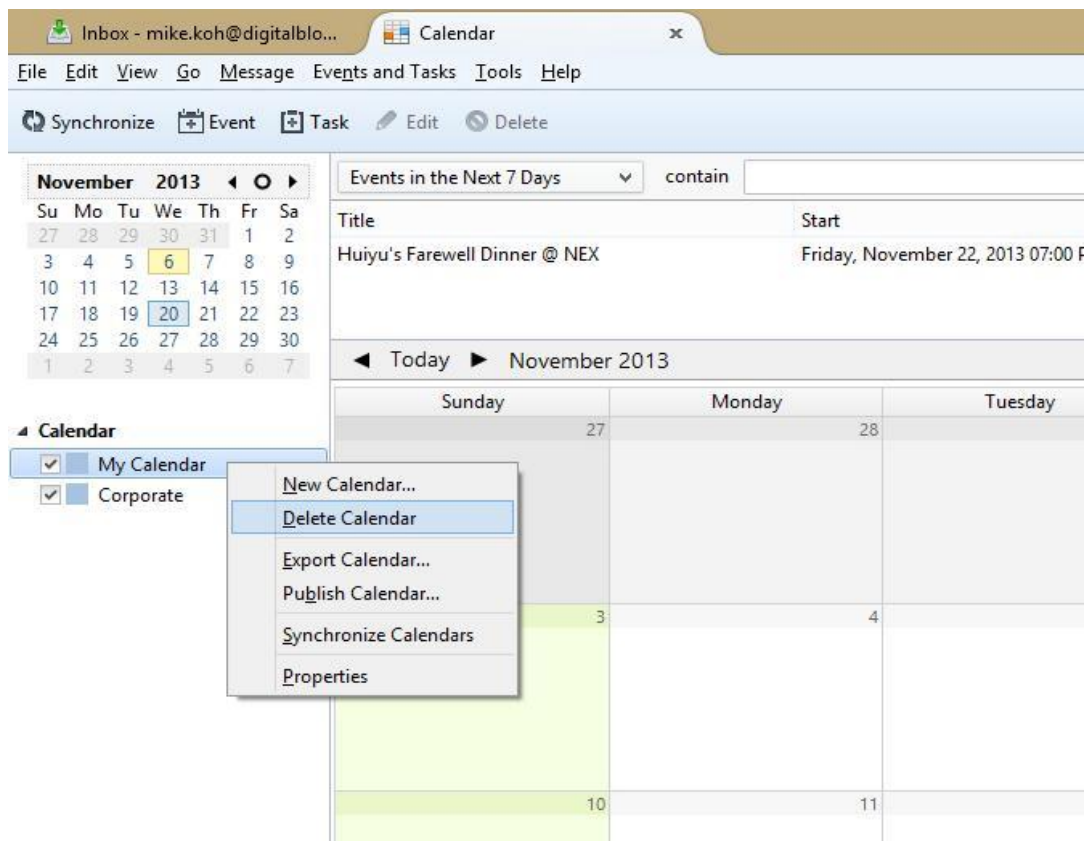 Inbox - mike.koh@digitalblo... Calendar
File Edit View Go Message Events and Tasks Tools Help
Synchronize Event Task Edit Delete
November 2013
Su Mo Tu We Th Fr Sa
27 28 29 30 31 1 2
3 4 5 6 7 8 9
10 11 12 13 14 15 16
17 18 19 20 21 22 23
24 25 26 27 28 29 30
1 2 3 4 5 6 7
Calendar
My Calendar
Corporate
Events in the Next 7 Days contain
Title Start
Huiyu's Farewell Dinner @ NEX Friday, November 22, 2013 07:00 P
Today November 2013
Sunday Monday Tuesday
27 28
New Calendar...
Delete Calendar
Export Calendar...
Publish Calendar...
Synchronize Calendars
Properties
3 4
10 11